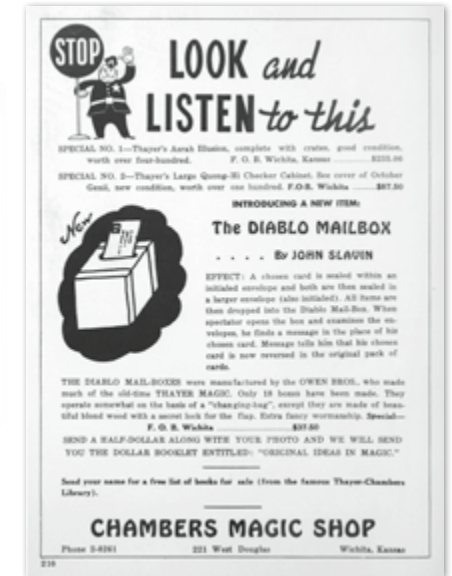 STOP
LOOK and
LISTEN to this
SPECIAL NO. 1—Thayer's Asrah Illusion, complete with crates, good condition,
worth over four-hundred. F. O. B. Wichita, Kansas
SPECIAL NO. 2—Thayer's Large Quong-Hi Checker Cabinet. See cover of October
Genii, new condition, worth over one hundred. F.O.B. Wichita $87.50
INTRODUCING A NEW ITEM:
New
The DIABLO MAILBOX
. . . . By JOHN SLAVIN
EFFECT: A chosen card is sealed within an
initialed envelope and both are then sealed in
a larger envelope (also initialed). All items are
then dropped into the Diablo Mail-Box. When
spectator opens the box and examines the en-
velopes, he finds a message in the place of his
chosen card. Message tells him that his chosen
card is now reversed in the original pack of
cards.
THE DIABLO MAIL-BOXES were manufactured by the OWEN BROS., who made
much of the old-time THAYER MAGIC. Only 18 boxes have been made. They
operate somewhat on the basis of a "changing-bag", except they are made of beau-
tiful blend wood with a secret lock for the flap. Extra fancy wormanship. Special—
F. O. B. Wichita $37.50
SEND A HALF-DOLLAR ALONG WITH YOUR PHOTO AND WE WILL SEND
YOU THE DOLLAR BOOKLET ENTITLED: "ORIGINAL IDEAS IN MAGIC."
Send your name for a free list of books for sale (from the famous Thayer-Chambers
Library).
CHAMBERS MAGIC SHOP
Phone 2-6261 221 West Douglas Wichita, Kansas